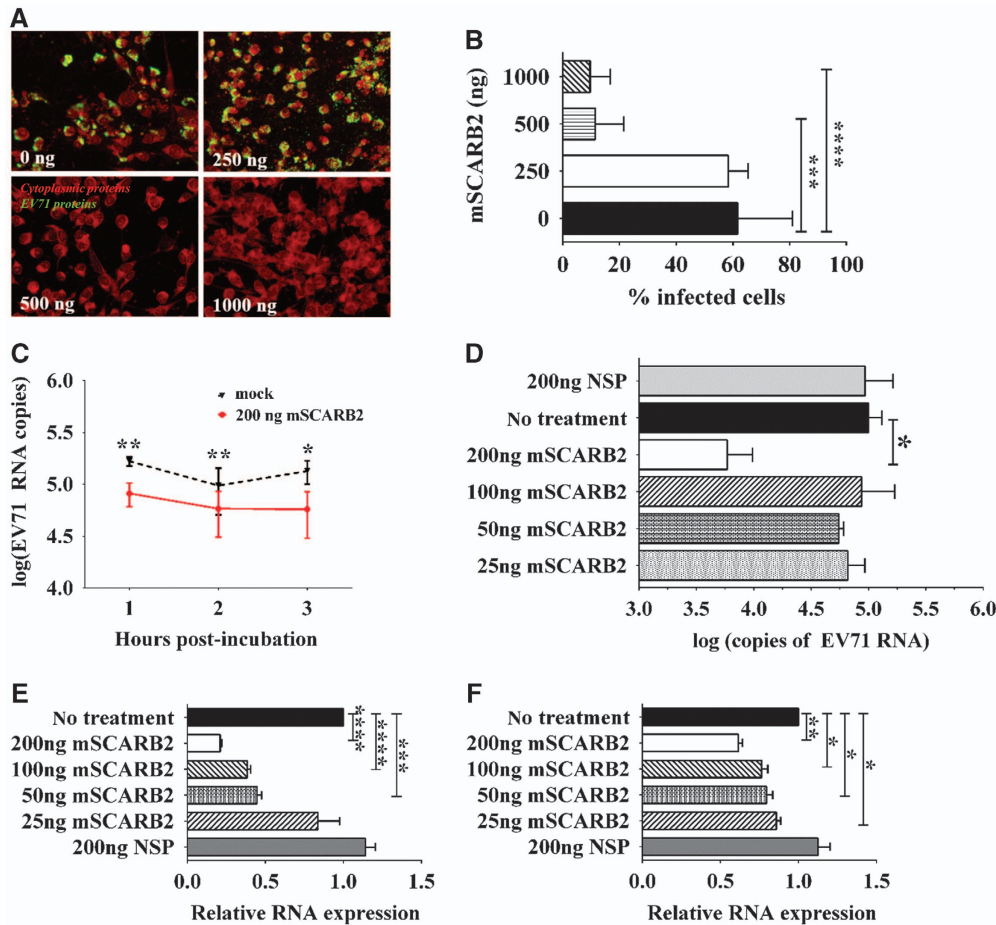 A
0 ng
250 ng
Cytoplasmic proteins
EV71 proteins
500 ng
1000 ng
B
mSCARB2 (ng)
1000
500
250
0
***
****
0 20 40 60 80 100
% infected cells
C
log(EV71 RNA copies)
6.0
5.5
5.0
4.5
4.0
mock
200 ng mSCARB2
** ** *
1 2 3
Hours post-incubation
D
200ng NSP
No treatment
200ng mSCARB2
100ng mSCARB2
50ng mSCARB2
25ng mSCARB2
*
3.0 3.5 4.0 4.5 5.0 5.5 6.0
log (copies of EV71 RNA)
E
No treatment
200ng mSCARB2
100ng mSCARB2
50ng mSCARB2
25ng mSCARB2
200ng NSP
**** **** ***
0.0 0.5 1.0 1.5
Relative RNA expression
F
No treatment
200ng mSCARB2
100ng mSCARB2
50ng mSCARB2
25ng mSCARB2
200ng NSP
** * * *
0.0 0.5 1.0 1.5
Relative RNA expression